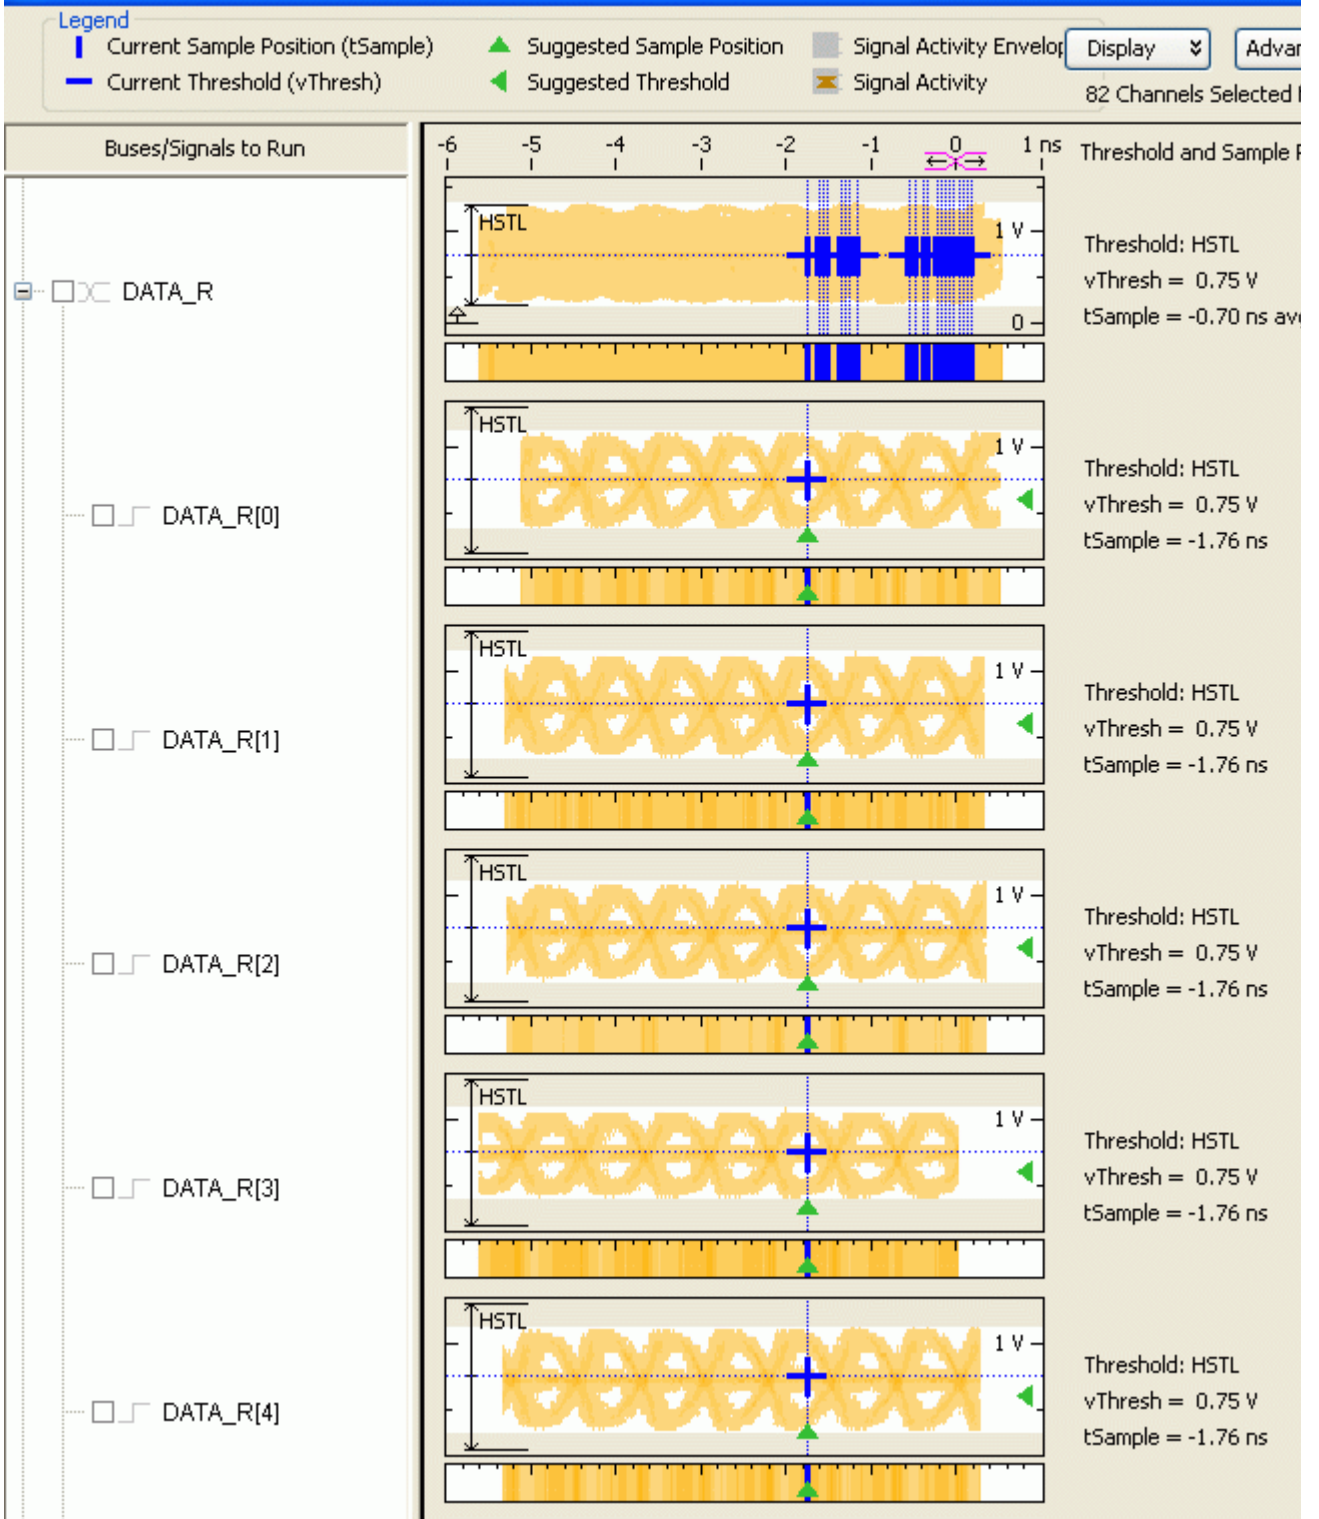 Legend
Current Sample Position (tSample)
Suggested Sample Position
Signal Activity Envelop
Display
Advar
Current Threshold (vThresh)
Suggested Threshold
Signal Activity
82 Channels Selected
Buses/Signals to Run
-6 -5 -4 -3 -2 -1 0 1 ns
Threshold and Sample
HSTL
1 V
0
DATA_R
Threshold: HSTL
vThresh = 0.75 V
tSample = -0.70 ns avg
HSTL
1 V
DATA_R[0]
Threshold: HSTL
vThresh = 0.75 V
tSample = -1.76 ns
HSTL
1 V
DATA_R[1]
Threshold: HSTL
vThresh = 0.75 V
tSample = -1.76 ns
HSTL
1 V
DATA_R[2]
Threshold: HSTL
vThresh = 0.75 V
tSample = -1.76 ns
HSTL
1 V
DATA_R[3]
Threshold: HSTL
vThresh = 0.75 V
tSample = -1.76 ns
HSTL
1 V
DATA_R[4]
Threshold: HSTL
vThresh = 0.75 V
tSample = -1.76 ns